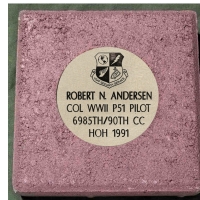 ROBERT N. ANDERSEN
COL WWII P51 PILOT
6985TH/90TH CC
HOH 1991